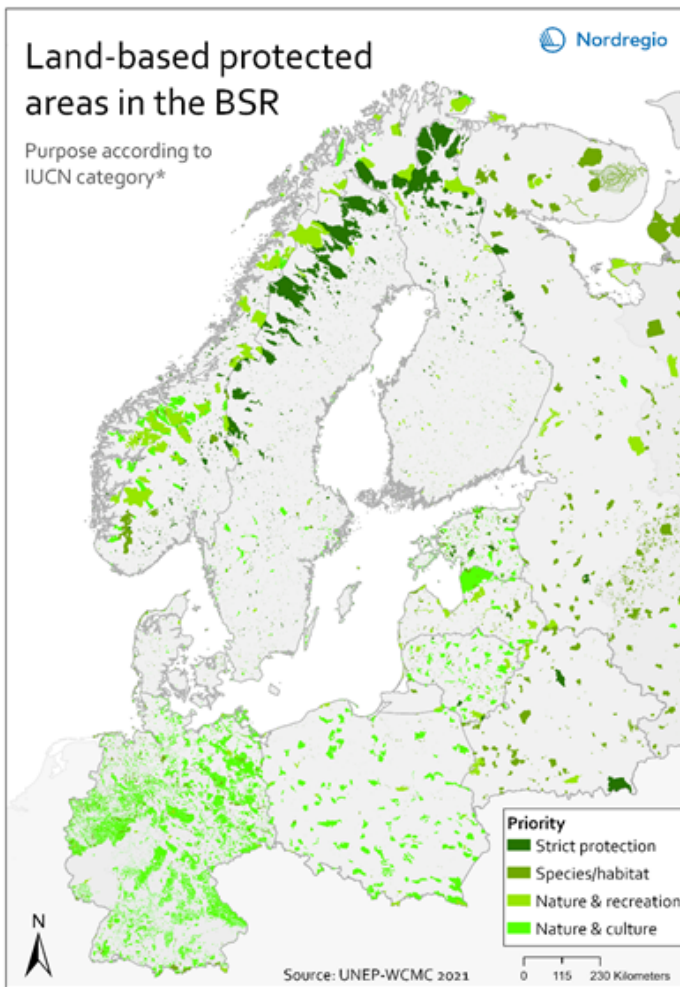 Land-based protected
areas in the BSR
Nordregio
Purpose according to
IUCN category*
Priority
Strict protection
Species/habitat
Nature & recreation
Nature & culture
N
Source: UNEP-WCMC 2021
0 115 230 Kilometers